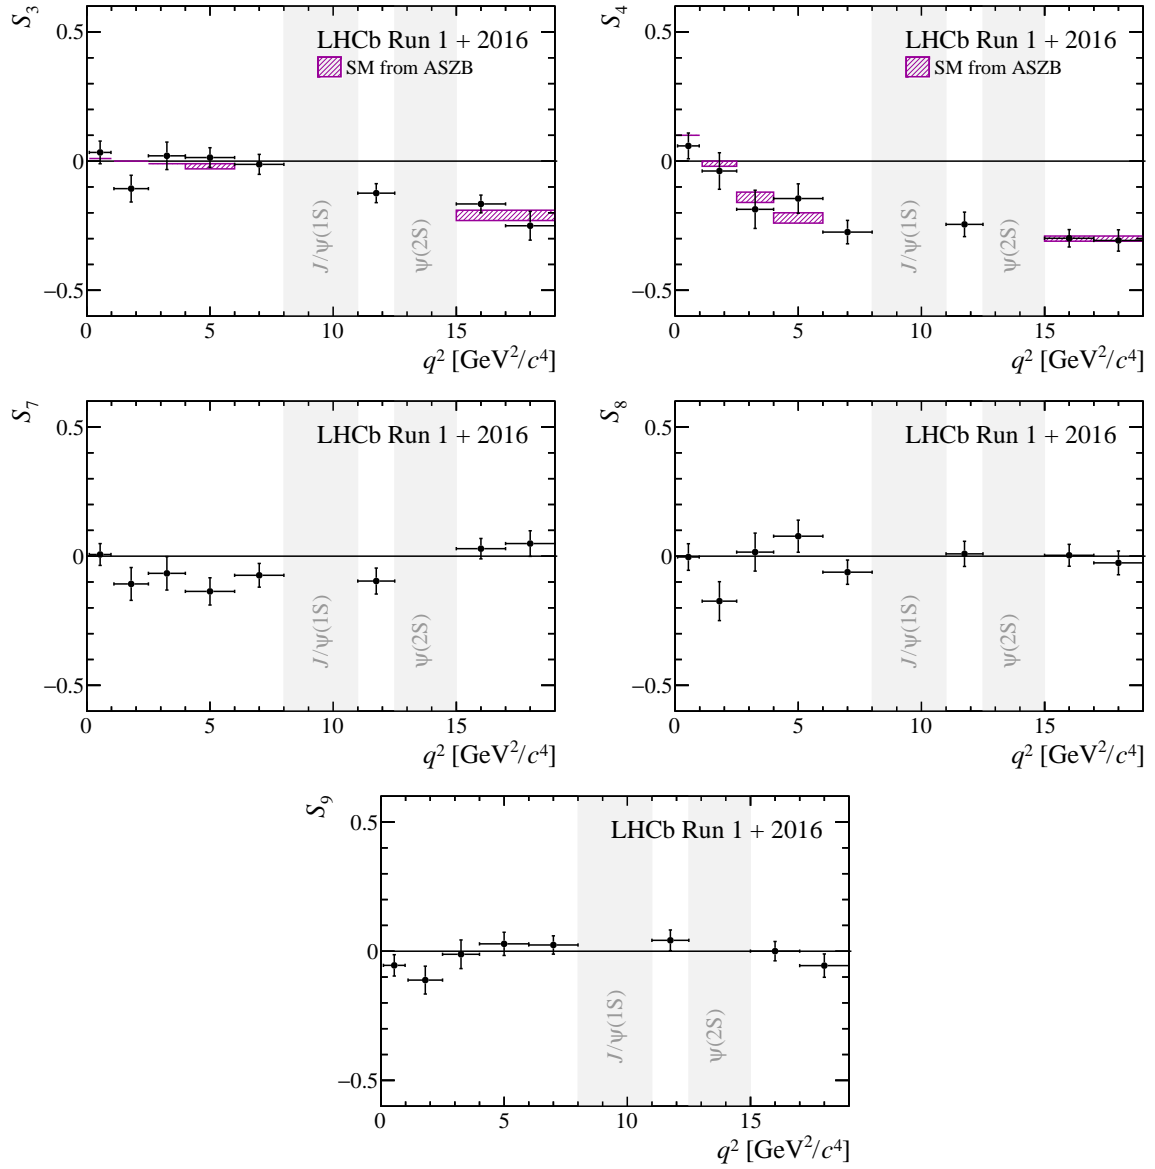 S₃
0.5
0
−0.5
LHCb Run 1 + 2016
SM from ASZB
J/ψ(1S)
ψ(2S)
0 5 10 15
q² [GeV²/c⁴]
S₄
0.5
0
−0.5
LHCb Run 1 + 2016
SM from ASZB
J/ψ(1S)
ψ(2S)
0 5 10 15
q² [GeV²/c⁴]
S₇
0.5
0
−0.5
LHCb Run 1 + 2016
J/ψ(1S)
ψ(2S)
0 5 10 15
q² [GeV²/c⁴]
S₈
0.5
0
−0.5
LHCb Run 1 + 2016
J/ψ(1S)
ψ(2S)
0 5 10 15
q² [GeV²/c⁴]
S₉
0.5
0
−0.5
LHCb Run 1 + 2016
J/ψ(1S)
ψ(2S)
0 5 10 15
q² [GeV²/c⁴]